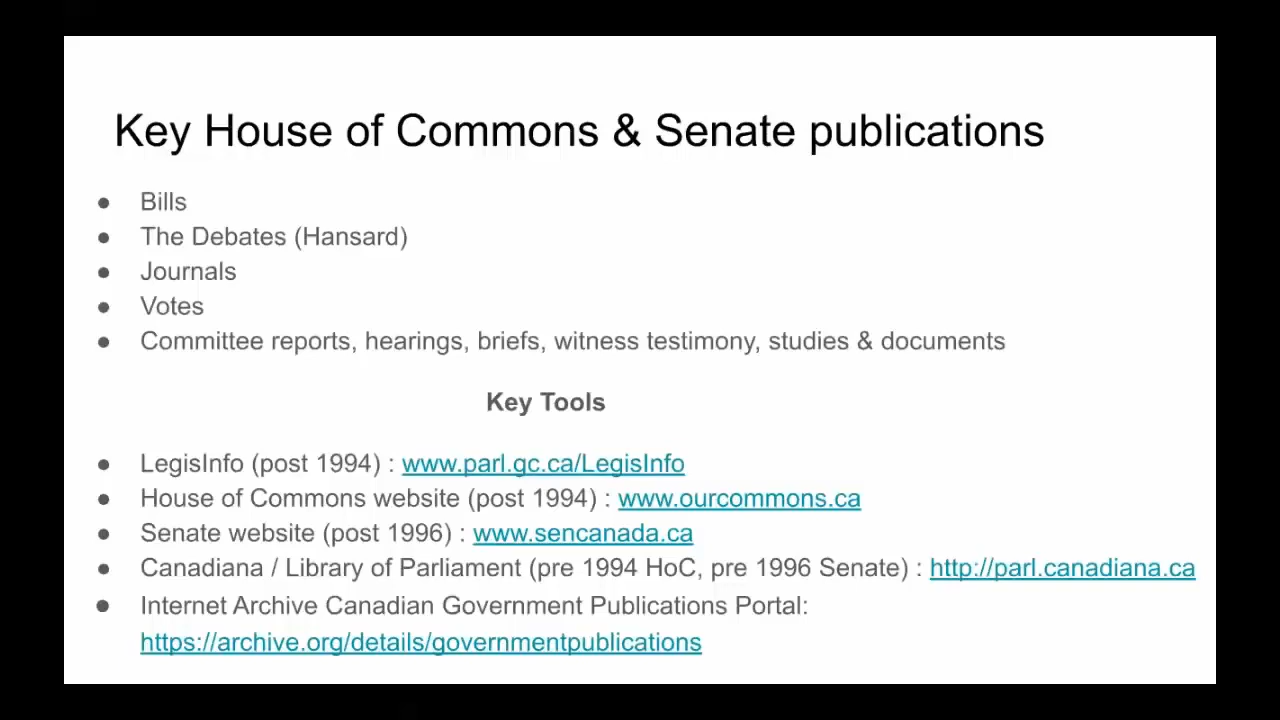 Key House of Commons & Senate publications
● Bills
● The Debates (Hansard)
● Journals
● Votes
● Committee reports, hearings, briefs, witness testimony, studies & documents
Key Tools
● LegisInfo (post 1994) : www.parl.gc.ca/LegisInfo
● House of Commons website (post 1994) : www.ourcommons.ca
● Senate website (post 1996) : www.sencanada.ca
● Canadiana / Library of Parliament (pre 1994 HoC, pre 1996 Senate) : http://parl.canadiana.ca
● Internet Archive Canadian Government Publications Portal:
https://archive.org/details/governmentpublications